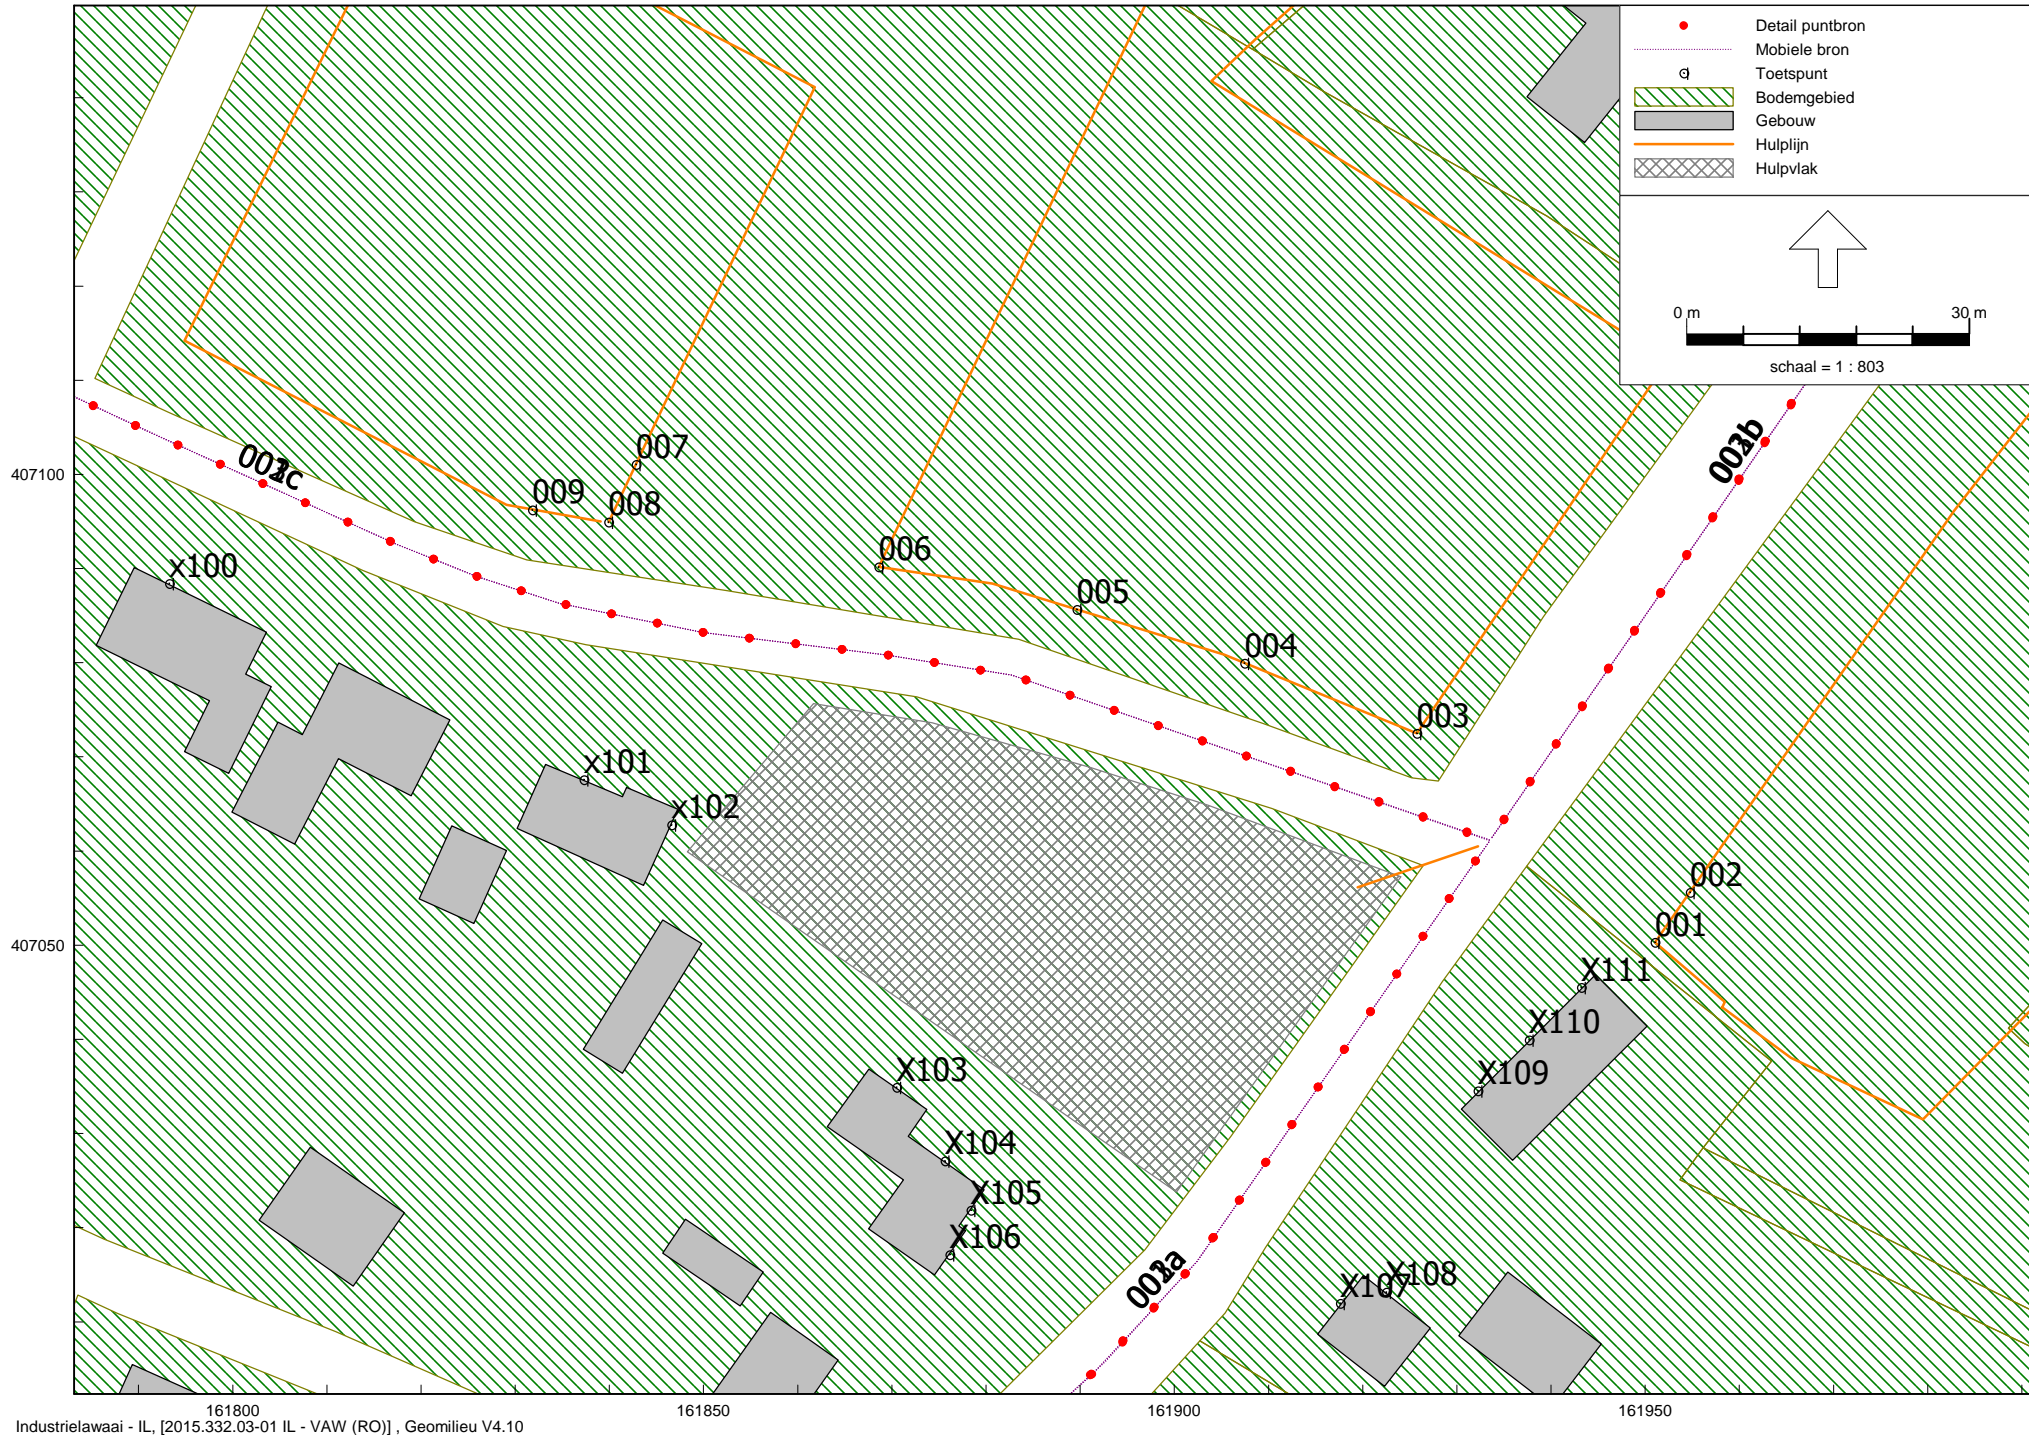 Detail puntbron
Mobiele bron
Toetspunt
Bodemgebied
Gebouw
Hulplijn
Hulpvlak
0 m 30 m
schaal = 1 : 803
007
009
008
407100
006
x100
005
004
003
x101
x102
002
001
407050
X111
X110
X109
X103
X104
X105
X106
X107
X108
161800 161850 161900 161950
Industrielawaai - IL, [2015.332.03-01 IL - VAW (RO)] , Geomilieu V4.10